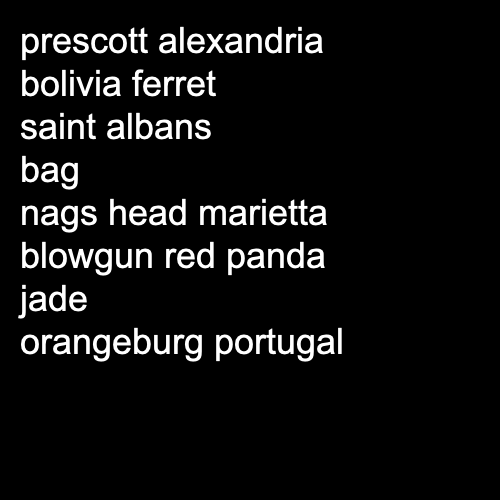 prescott alexandria
bolivia ferret
saint albans
bag
nags head marietta
blowgun red panda
jade
orangeburg portugal